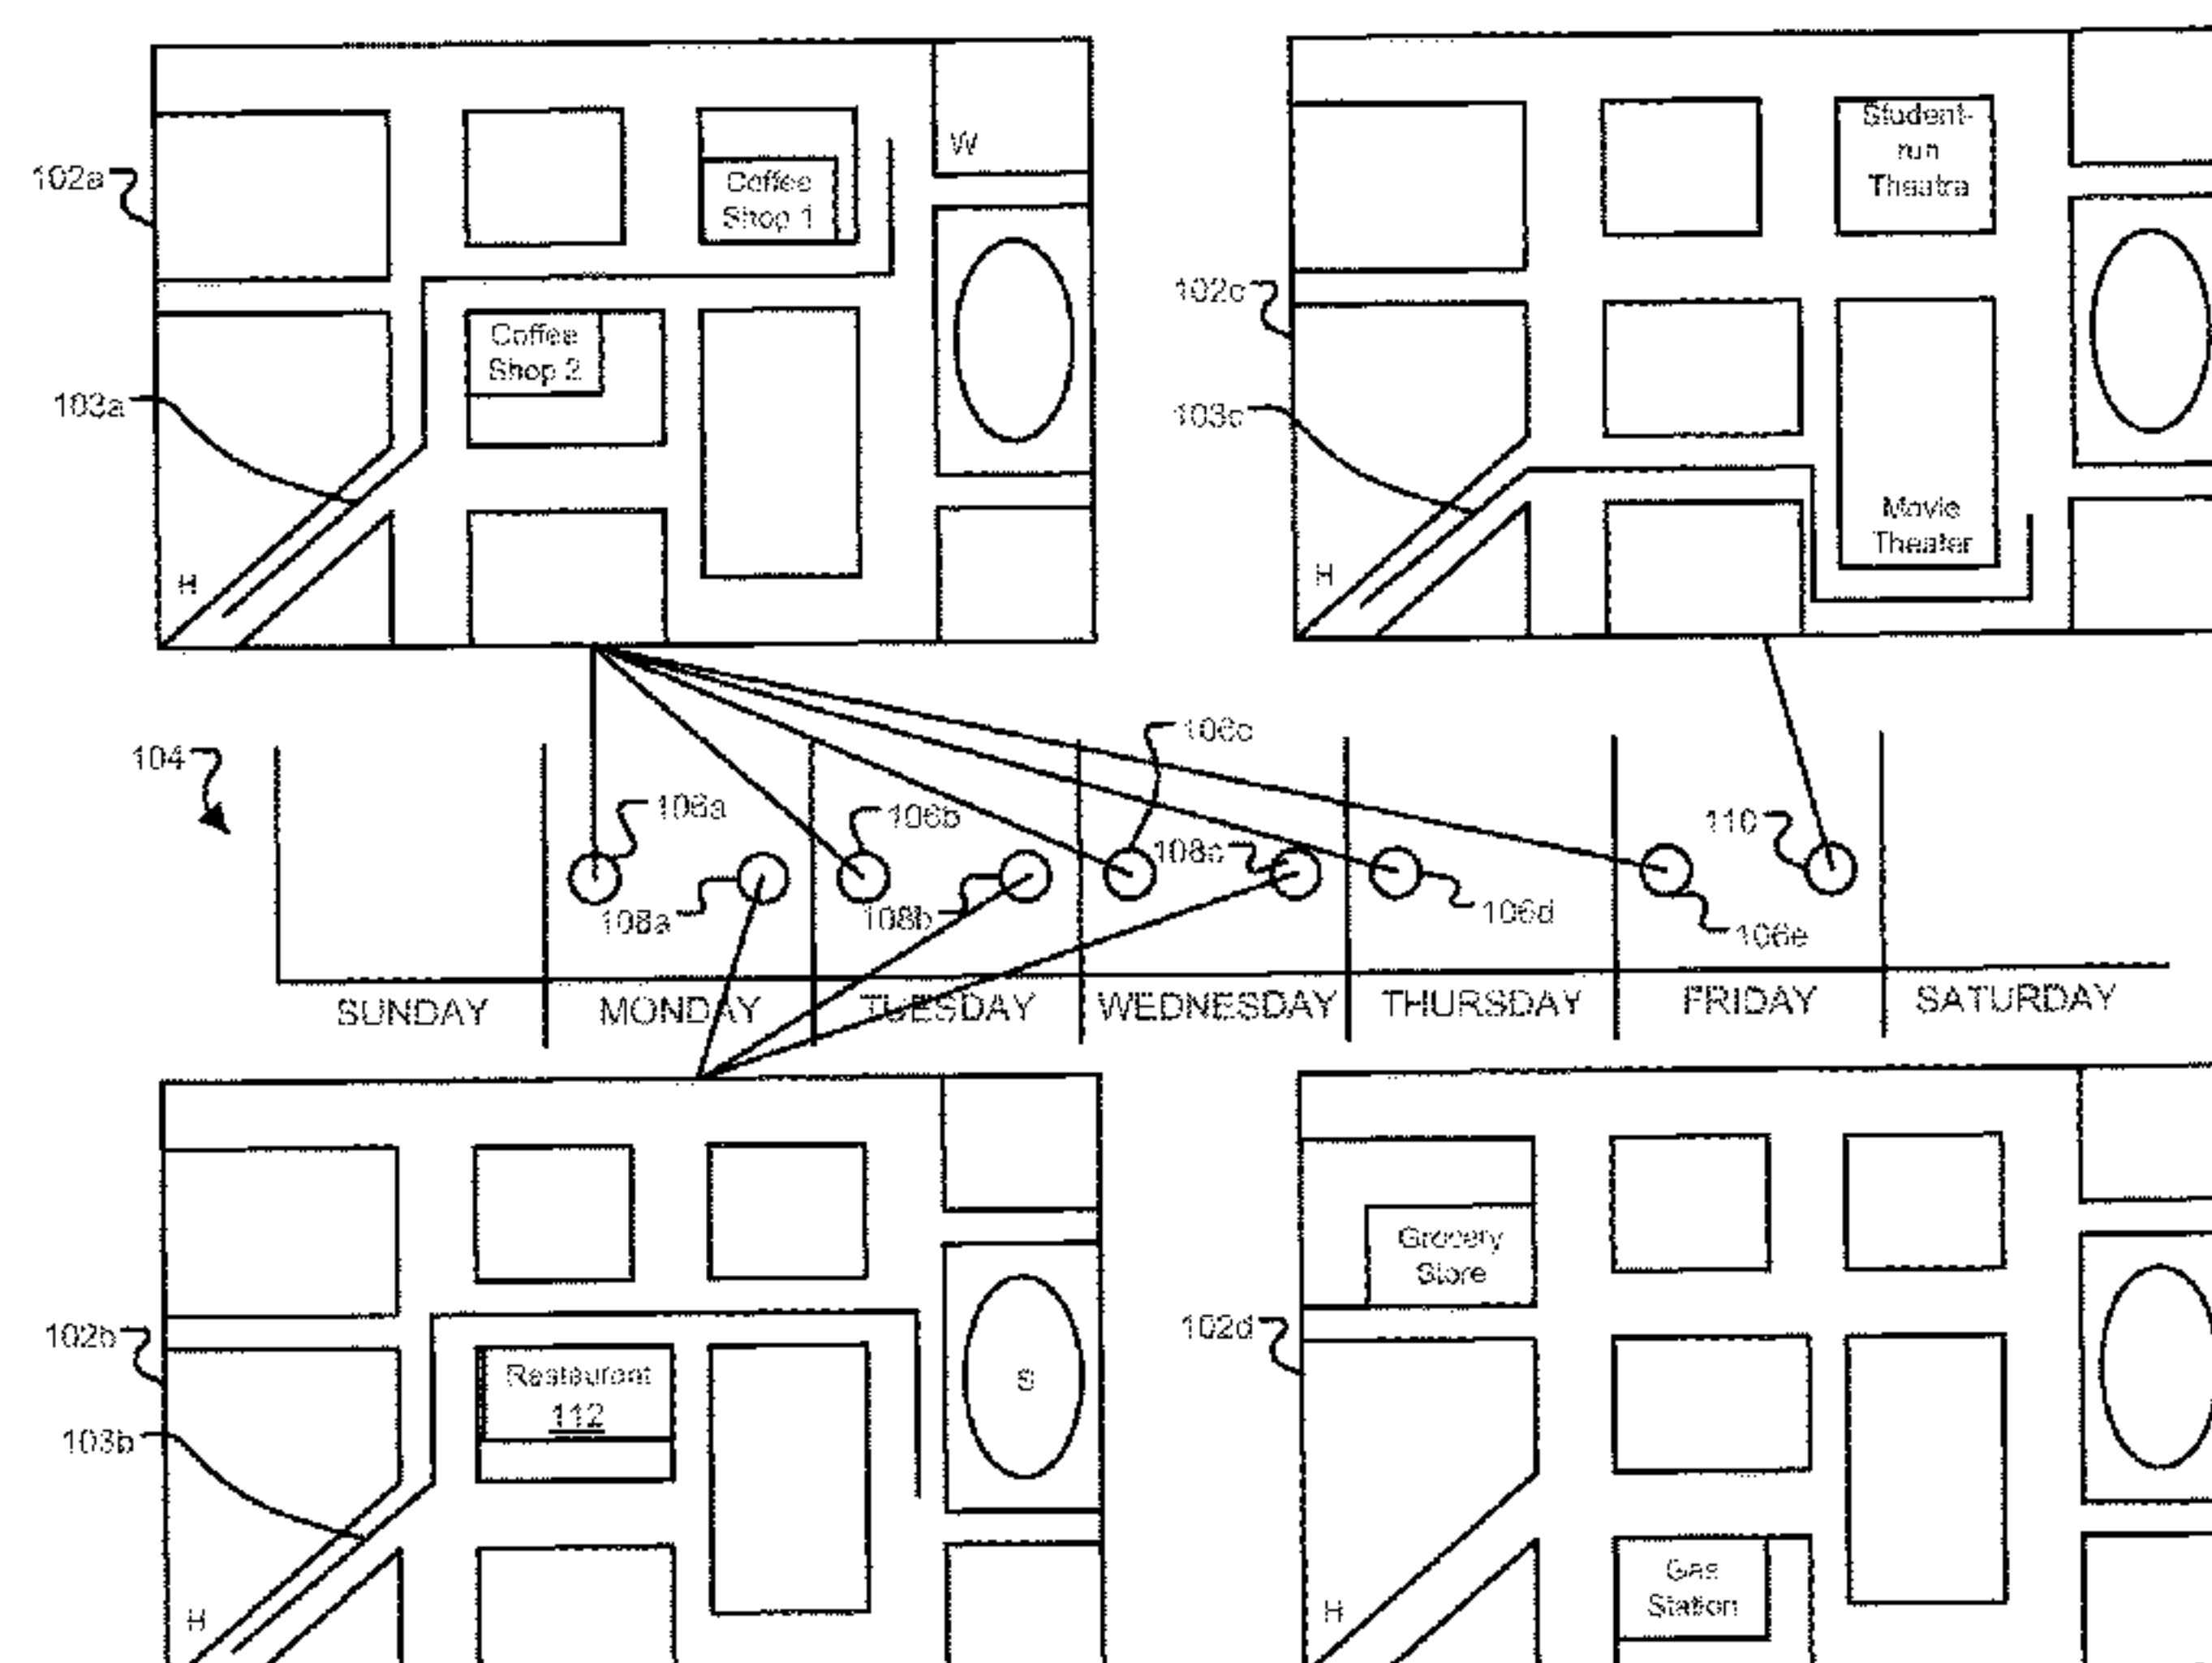 W
Coffee
Shop 1
102a
Coffee
Shop 2
103a
H
Student-
run
Theatre
102c
103c
Movie
Theater
H
104
106a
106b
106c
110
108c
108a
108b
106d
106e
SUNDAY
MONDAY
TUESDAY
WEDNESDAY
THURSDAY
FRIDAY
SATURDAY
102b
Restaurant
112
S
103b
H
Grocery
Store
102d
Gas
Station
H